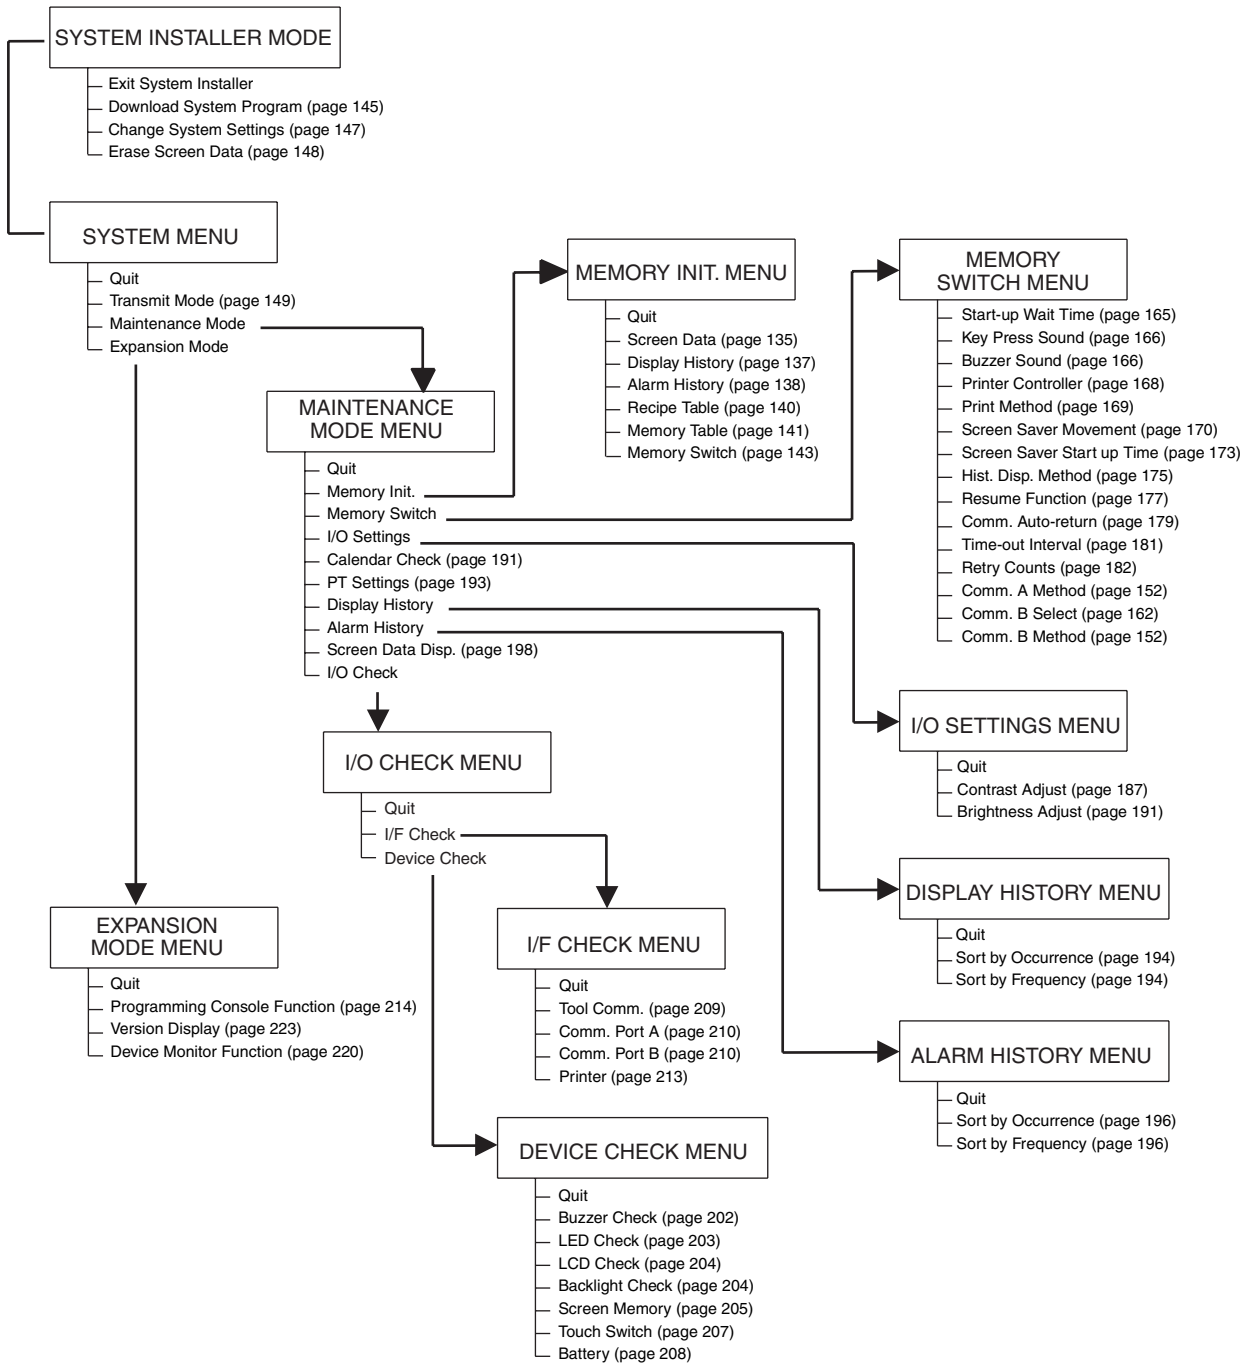 SYSTEM INSTALLER MODE
Exit System Installer
Download System Program (page 145)
Change System Settings (page 147)
Erase Screen Data (page 148)
SYSTEM MENU
Quit
Transmit Mode (page 149)
Maintenance Mode
Expansion Mode
MAINTENANCE
MODE MENU
Quit
Memory Init.
Memory Switch
I/O Settings
Calendar Check (page 191)
PT Settings (page 193)
Display History
Alarm History
Screen Data Disp. (page 198)
I/O Check
MEMORY INIT. MENU
Quit
Screen Data (page 135)
Display History (page 137)
Alarm History (page 138)
Recipe Table (page 140)
Memory Table (page 141)
Memory Switch (page 143)
MEMORY
SWITCH MENU
Start-up Wait Time (page 165)
Key Press Sound (page 166)
Buzzer Sound (page 166)
Printer Controller (page 168)
Print Method (page 169)
Screen Saver Movement (page 170)
Screen Saver Start up Time (page 173)
Hist. Disp. Method (page 175)
Resume Function (page 177)
Comm. Auto-return (page 179)
Time-out Interval (page 181)
Retry Counts (page 182)
Comm. A Method (page 152)
Comm. B Select (page 162)
Comm. B Method (page 152)
I/O SETTINGS MENU
Quit
Contrast Adjust (page 187)
Brightness Adjust (page 191)
I/O CHECK MENU
Quit
I/F Check
Device Check
DISPLAY HISTORY MENU
Quit
Sort by Occurrence (page 194)
Sort by Frequency (page 194)
EXPANSION
MODE MENU
Quit
Programming Console Function (page 214)
Version Display (page 223)
Device Monitor Function (page 220)
I/F CHECK MENU
Quit
Tool Comm. (page 209)
Comm. Port A (page 210)
Comm. Port B (page 210)
Printer (page 213)
ALARM HISTORY MENU
Quit
Sort by Occurrence (page 196)
Sort by Frequency (page 196)
DEVICE CHECK MENU
Quit
Buzzer Check (page 202)
LED Check (page 203)
LCD Check (page 204)
Backlight Check (page 204)
Screen Memory (page 205)
Touch Switch (page 207)
Battery (page 208)